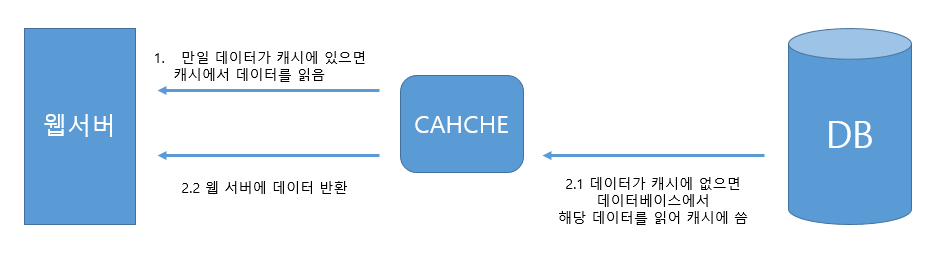 웹서버
1. 만일 데이터가 캐시에 있으면
캐시에서 데이터를 읽음
2.2 웹 서버에 데이터 반환
CAHCHE
2.1 데이터가 캐시에 없으면
데이터베이스에서
해당 데이터를 읽어 캐시에 씀
DB